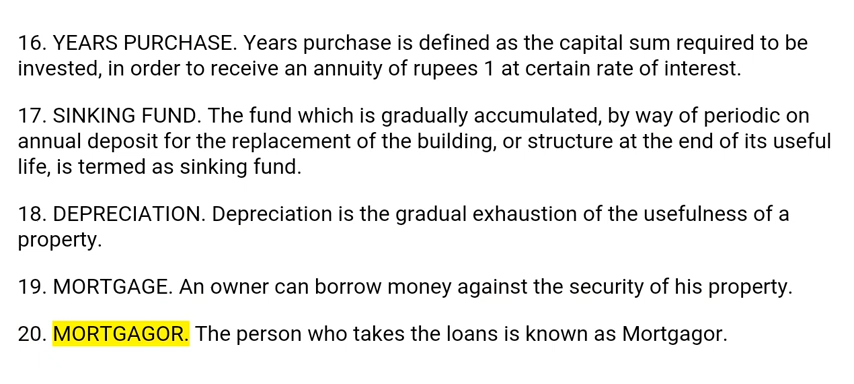 16. YEARS PURCHASE. Years purchase is defined as the capital sum required to be
invested, in order to receive an annuity of rupees 1 at certain rate of interest.
17. SINKING FUND. The fund which is gradually accumulated, by way of periodic on
annual deposit for the replacement of the building, or structure at the end of its useful
life, is termed as sinking fund.
18. DEPRECIATION. Depreciation is the gradual exhaustion of the usefulness of a
property.
19. MORTGAGE. An owner can borrow money against the security of his property.
20. MORTGAGOR. The person who takes the loans is known as Mortgagor.